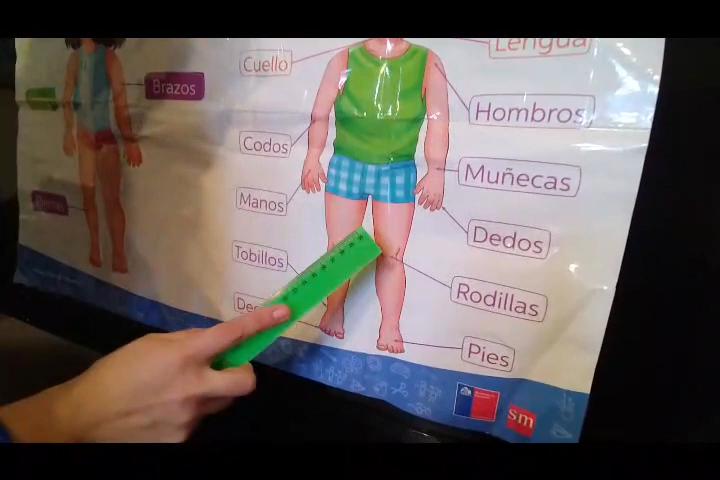 Lengua
Cuello
Brazos
Hombros
Codos
Muñecas
Manos
Dedos
Tobillos
Rodillas
Pies
sm